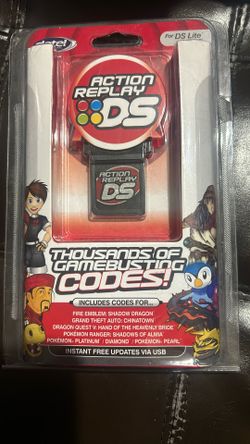 For DS Lite
ACTION
REPLAY
DS
ACTION
REPLAY
DS
THOUSANDS OF
GAMEBUSTING
CODES!
INCLUDES CODES FOR...
FIRE EMBLEM: SHADOW DRAGON
GRAND THEFT AUTO: CHINATOWN
DRAGON QUEST V: HAND OF THE HEAVENLY BRIDE
POKÉMON RANGER: SHADOWS OF ALMIA
POKÉMON: PLATINUM / DIAMOND / POKÉMON: PEARL
INSTANT FREE UPDATES VIA USB